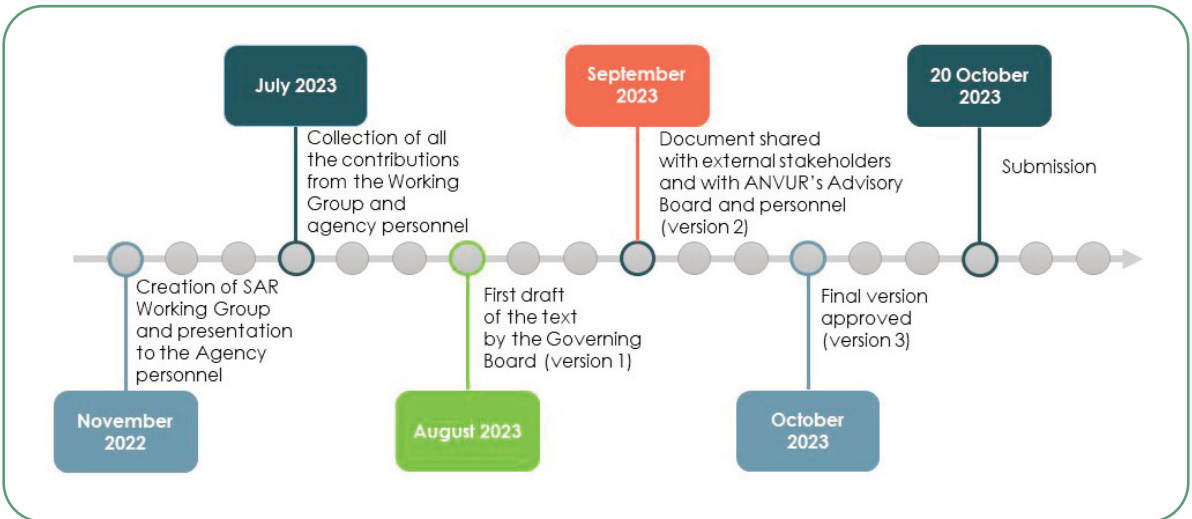 July 2023
Collection of all
the contributions
from the Working
Group and
agency personnel
September
2023
Document shared
with external stakeholders
and with ANVUR's Advisory
Board and personnel
(version 2)
20 October
2023
Submission
Creation of SAR
Working Group
and presentation
to the Agency
personnel
November
2022
First draft
of the text
by the Governing
Board (version 1)
August 2023
Final version
approved
(version 3)
October
2023